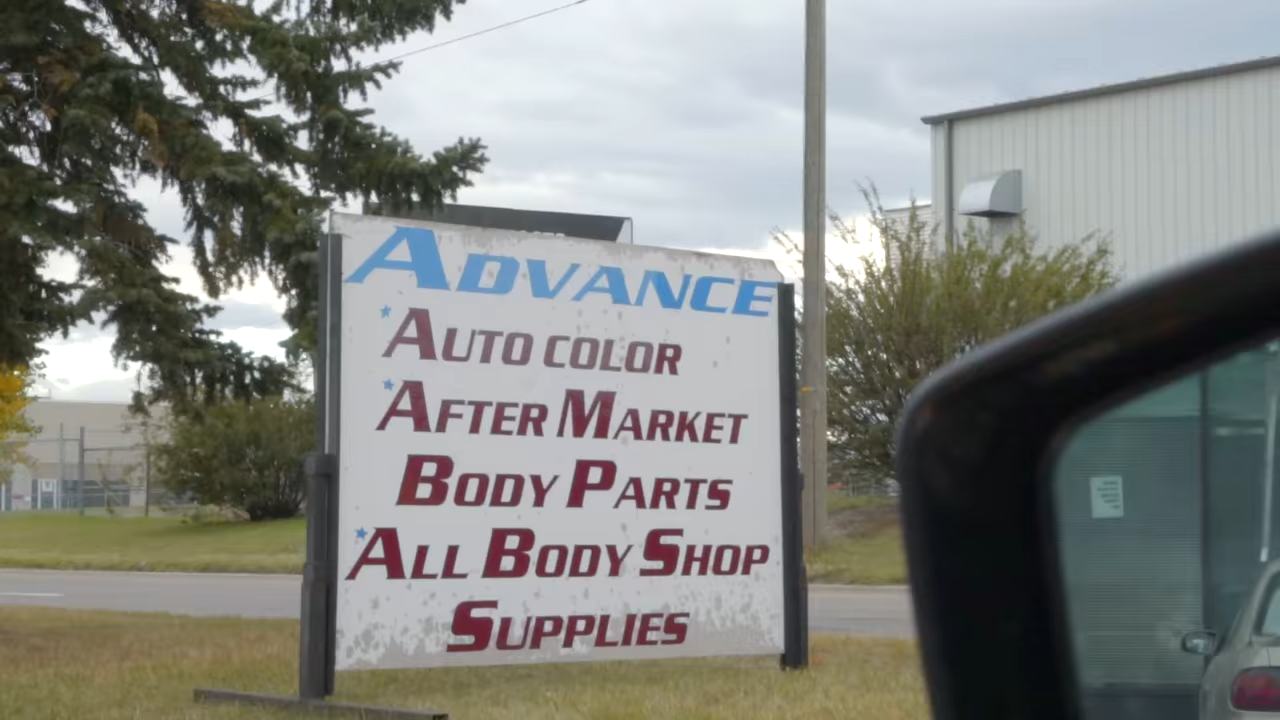 ADVANCE
AUTO COLOR
AFTER MARKET
BODY PARTS
ALL BODY SHOP
SUPPLIES